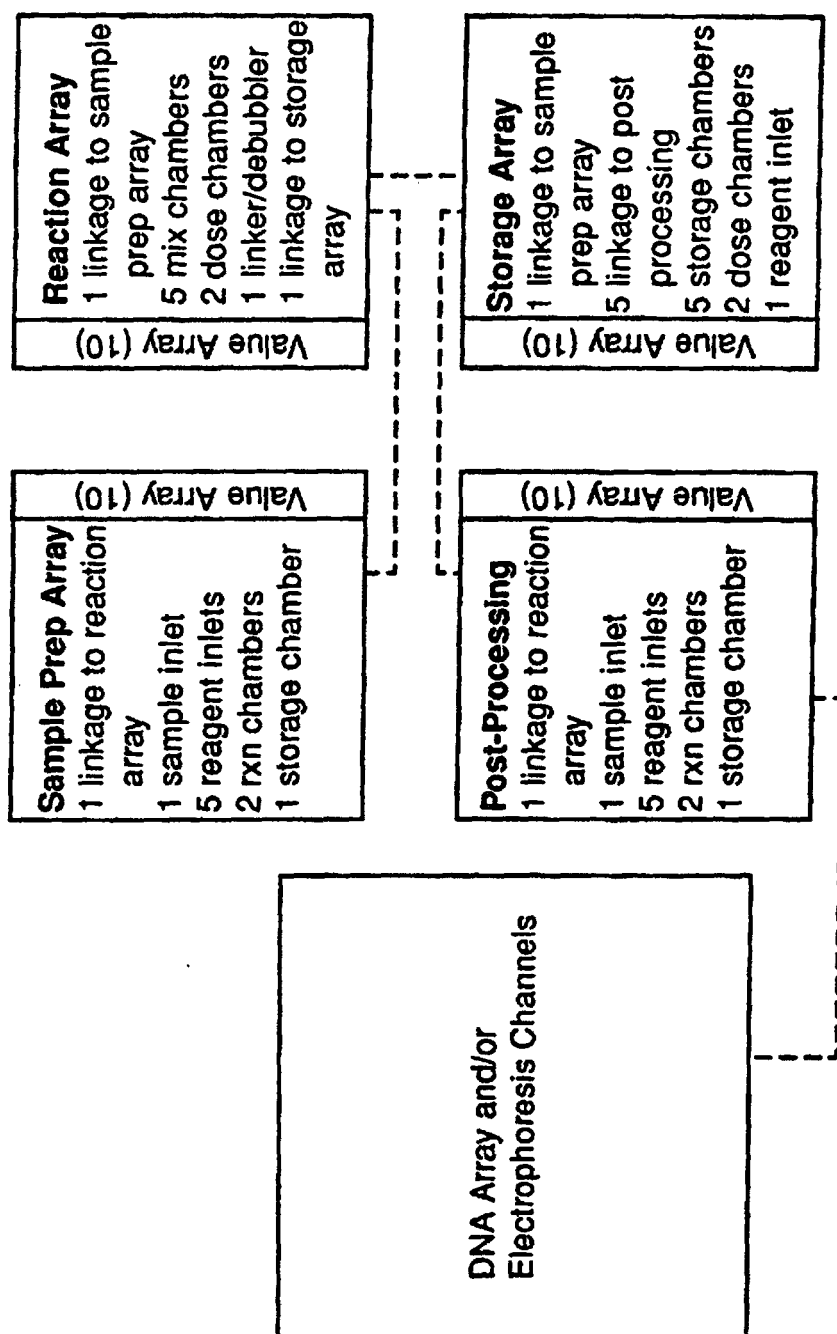 DNA Array and/or
Electrophoresis Channels
Sample Prep Array
1 linkage to reaction
array
1 sample inlet
5 reagent inlets
2 rxn chambers
1 storage chamber
Value Array (10)
Reaction Array
1 linkage to sample
prep array
5 mix chambers
2 dose chambers
1 linker/debubbler
1 linkage to storage
array
Value Array (10)
Post-Processing
1 linkage to reaction
array
1 sample inlet
5 reagent inlets
2 rxn chambers
1 storage chamber
Value Array (10)
Storage Array
1 linkage to sample
prep array
5 linkage to post
processing
5 storage chambers
2 dose chambers
1 reagent inlet
Value Array (10)